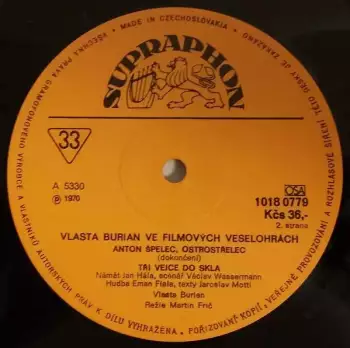 MADE IN CZECHOSLOVAKIA
VŠECHNA PRÁVA GRAMOFONOVÉHO VÝROBCE A VLASTNÍKŮ AUTORSKÝCH PRÁV K DÍLU VYHRAŽENA.
POŘIZOVÁNÍ KOPIÍ, VEŘEJNÉ PROVOZOVÁNÍ A ROZHLASOVÉ ŠÍŘENÍ TÉTO DESKY JE ZAKÁZÁNO
SUPRAPHON
33
A 5330
Ⓟ 1970
OSA
1018 0779
Kčs 36,-
2. strana
VLASTA BURIAN VE FILMOVÝCH VESELOHRÁCH
ANTON ŠPELEC, OSTROSTŘELEC
(dokončení)
TŘI VEJCE DO SKLA
Námět Jan Hála, scénář Václav Wassermann
Hudba Eman Fiala, texty Jaroslav Mottl
Vlasta Burian
Režie Martin Frič